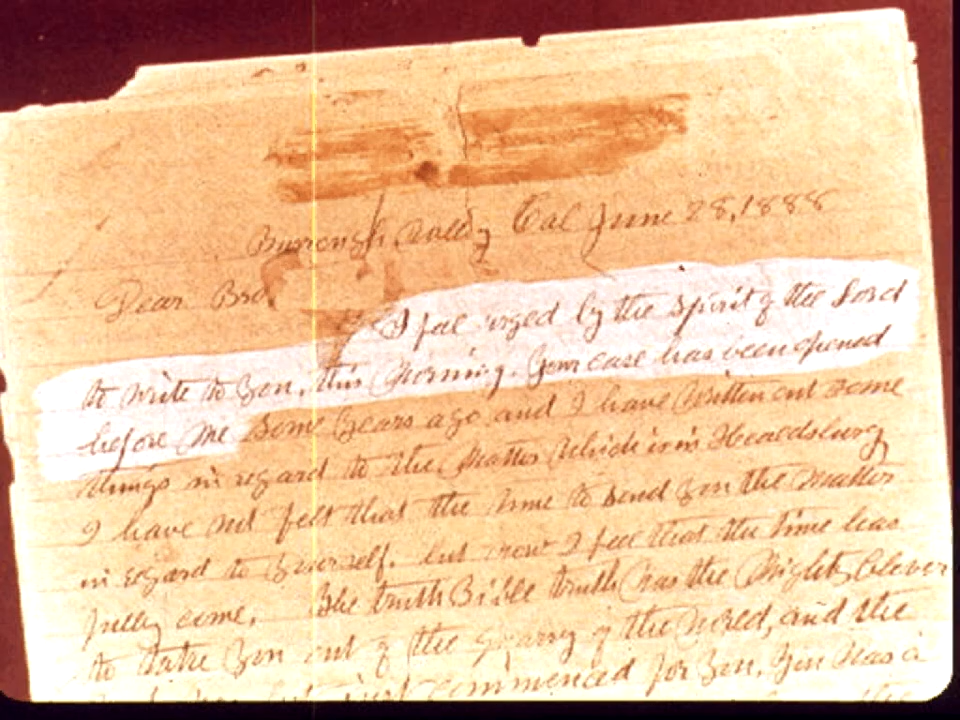 Burrough Valley Cal June 28, 1888
Dear Bro.
I feel urged by the Spirit of the Lord
to write to you, this morning. Your case has been opened
before me some years ago and I have written out some
things in regard to the matter which is in Healdsburg
I have not felt that the time to send you the matter
in regard to yourself, but now I feel that the time has
fully come. The truth Bible truth has the mighty cleaver
to take you out of the quarry of the world, and the
commenced for you. You was a
the